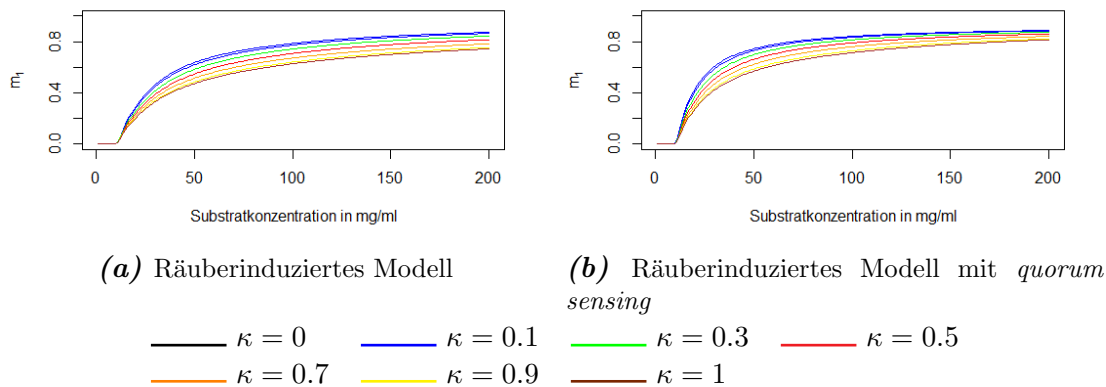 m1
0.0 0.4 0.8
0 50 100 150 200
Substratkonzentration in mg/ml
m1
0.0 0.4 0.8
0 50 100 150 200
Substratkonzentration in mg/ml
(a) Räuberinduziertes Modell
(b) Räuberinduziertes Modell mit quorum
sensing
κ = 0 κ = 0.1 κ = 0.3 κ = 0.5
κ = 0.7 κ = 0.9 κ = 1